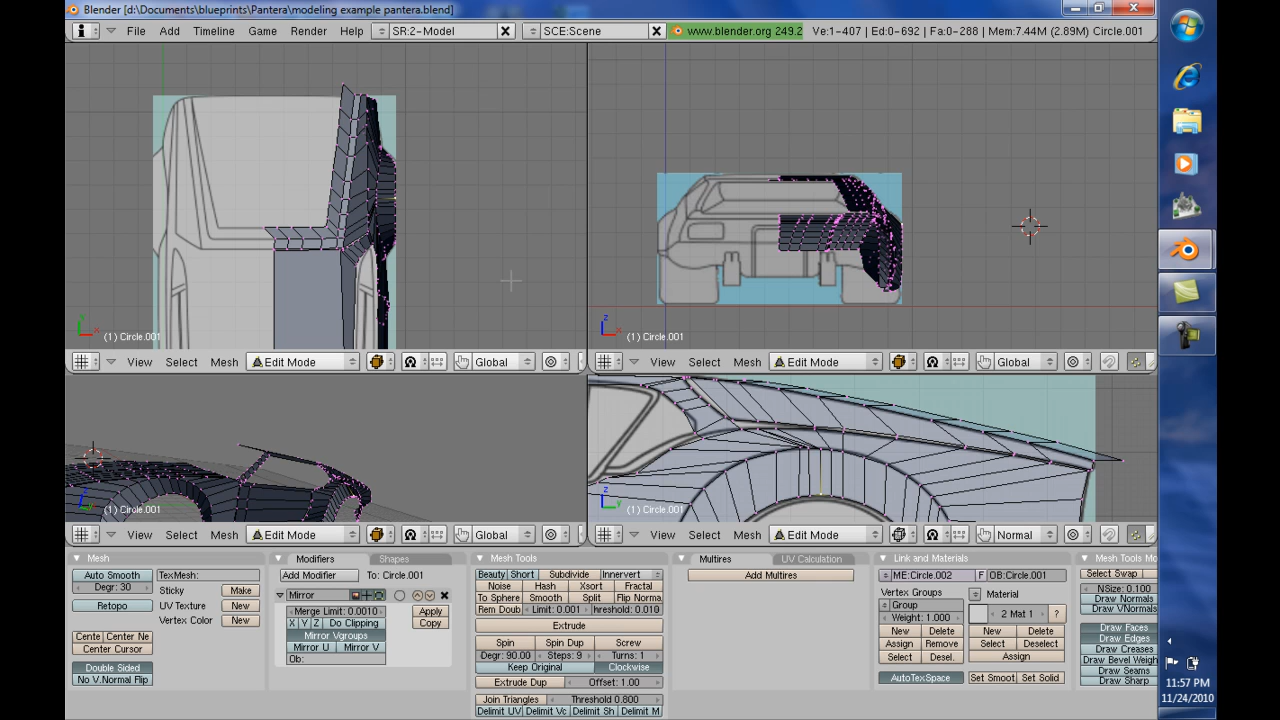 Blender [d:\Documents\blueprints\Pantera\modeling example pantera.blend]
File Add Timeline Game Render Help SR:2-Model SCE:Scene www.blender.org 249.2 Ve:1-407 | Ed:0-692 | Fa:0-288 | Mem:7.44M (2.89M) Circle.001
y x
(1) Circle.001
z x
(1) Circle.001
View Select Mesh Edit Mode Global
View Select Mesh Edit Mode Global
z
(1) Circle.001
z y
(1) Circle.001
View Select Mesh Edit Mode Global
View Select Mesh Edit Mode Normal
Mesh
Auto Smooth
Degr: 30
Retopo
Cente Center Ne
Center Cursor
Double Sided
No V.Normal Flip
TexMesh:
Sticky Make
UV Texture New
Vertex Color New
Modifiers Shapes
Add Modifier To: Circle.001
Mirror
Merge Limit: 0.0010
X Y Z Do Clipping
Mirror Vgroups
Mirror U Mirror V
Ob:
Apply
Copy
Mesh Tools
Beauty Short Subdivide Innervert
Noise Hash Xsort Fractal
To Sphere Smooth Split Flip Norma
Rem Doub Limit: 0.001 hreshold: 0.010
Extrude
Spin Spin Dup Screw
Degr: 90.00 Steps: 9 Turns: 1
Keep Original Clockwise
Extrude Dup Offset: 1.00
Join Triangles Threshold 0.800
Delimit UV Delimit Vc Delimit Sh Delimit M
Multires UV Calculation
Add Multires
Link and Materials
ME:Circle.002 F OB:Circle.001
Vertex Groups
Group
Weight: 1.000
New Delete
Assign Remove
Select Desel.
AutoTexSpace
Material
2 Mat 1 ?
New Delete
Select Deselect
Assign
Set Smoot Set Solid
Mesh Tools Mo
Select Swap
NSize: 0.100
Draw Normals
Draw VNormals
Draw Faces
Draw Edges
Draw Creases
Draw Bevel Weigh
Draw Seams
Draw Sharp
11:57 PM
11/24/2010